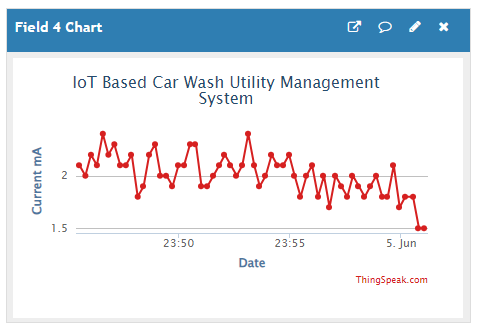 Field 4 Chart
IoT Based Car Wash Utility Management
System
Current mA
2
1.5
23:50
23:55
5. Jun
Date
ThingSpeak.com